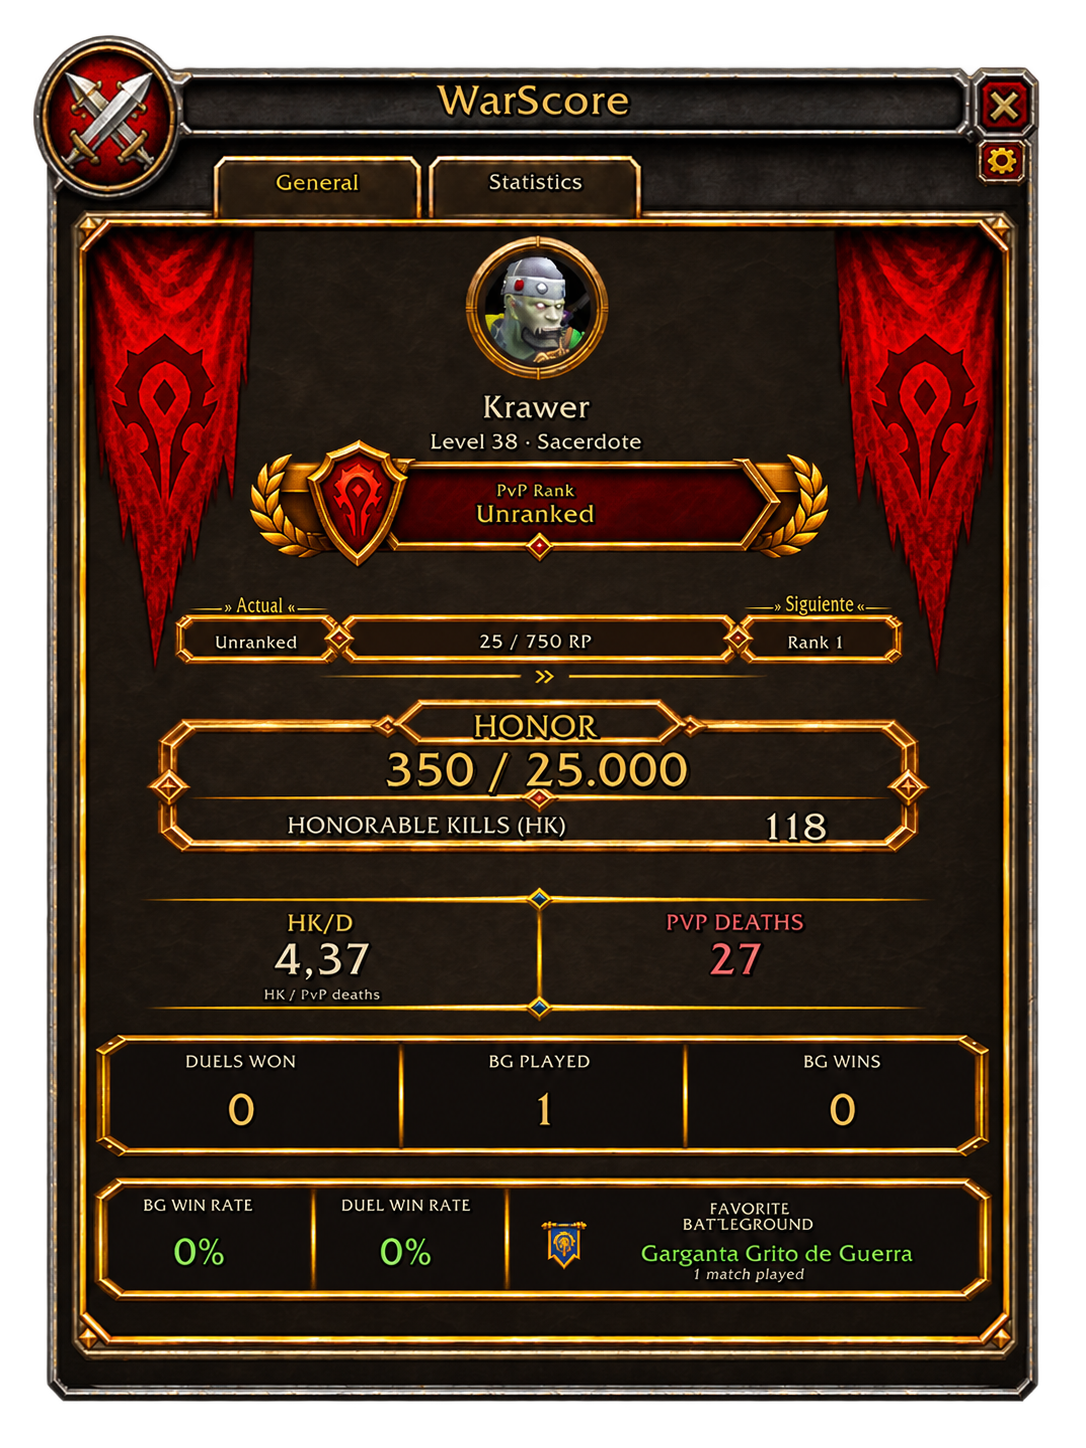 WarScore
General
Statistics
Krawer
Level 38 · Sacerdote
PvP Rank
Unranked
» Actual «
» Siguiente «
Unranked
25 / 750 RP
Rank 1
»
HONOR
350 / 25.000
HONORABLE KILLS (HK)
118
HK/D
4,37
HK / PvP deaths
PVP DEATHS
27
DUELS WON
0
BG PLAYED
1
BG WINS
0
BG WIN RATE
0%
DUEL WIN RATE
0%
FAVORITE
BATTLEGROUND
Garganta Grito de Guerra
1 match played